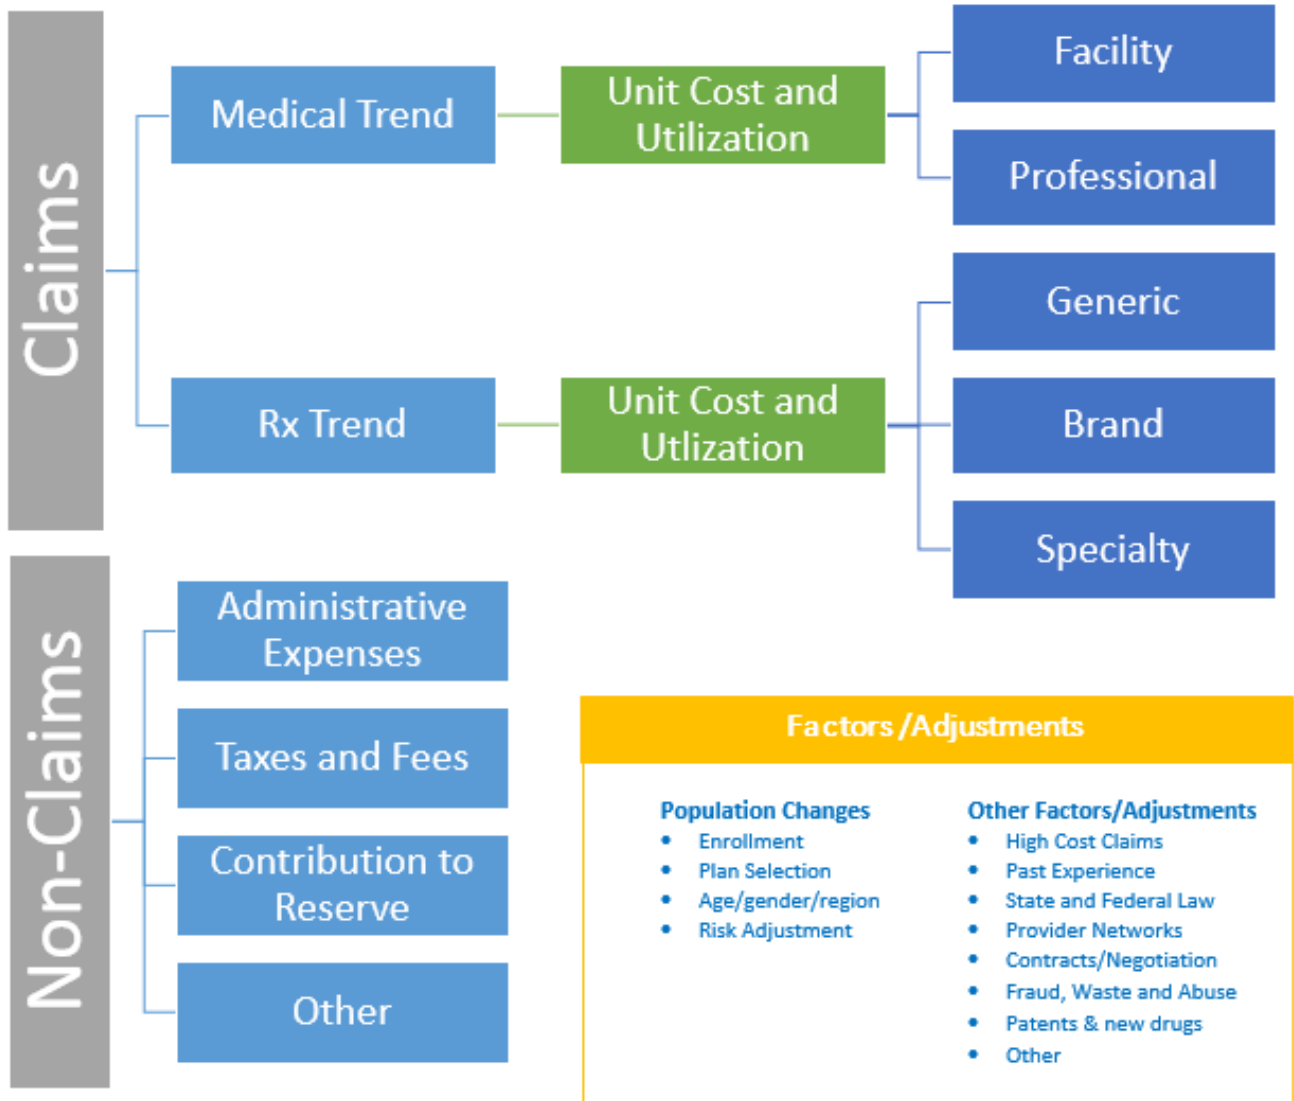 Claims
Medical Trend
Unit Cost and
Utilization
Facility
Professional
Rx Trend
Unit Cost and
Utlization
Generic
Brand
Specialty
Non-Claims
Administrative
Expenses
Taxes and Fees
Contribution to
Reserve
Other
Factors/Adjustments
Population Changes
• Enrollment
• Plan Selection
• Age/gender/region
• Risk Adjustment
Other Factors/Adjustments
• High Cost Claims
• Past Experience
• State and Federal Law
• Provider Networks
• Contracts/Negotiation
• Fraud, Waste and Abuse
• Patents & new drugs
• Other